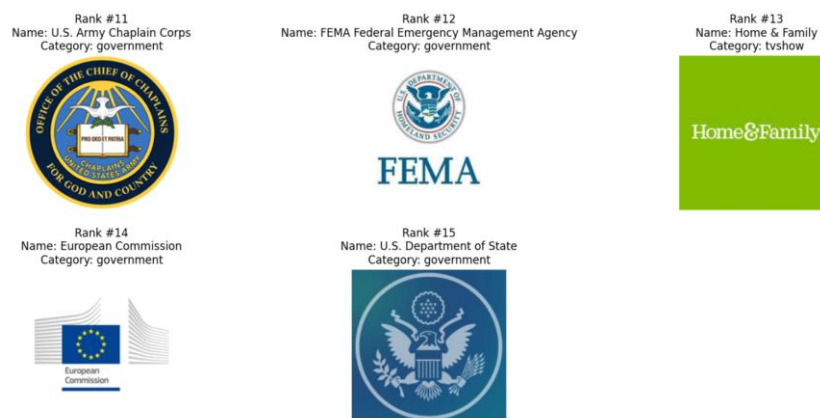 Rank #11
Name: U.S. Army Chaplain Corps
Category: government
OFFICE OF THE CHIEF OF CHAPLAINS
PRO DEO ET PATRIA
CHAPLAINS
UNITED STATES ARMY
FOR GOD AND COUNTRY
Rank #12
Name: FEMA Federal Emergency Management Agency
Category: government
U.S. DEPARTMENT OF
HOMELAND SECURITY
FEMA
Rank #13
Name: Home & Family
Category: tvshow
Home&Family
Rank #14
Name: European Commission
Category: government
European
Commission
Rank #15
Name: U.S. Department of State
Category: government